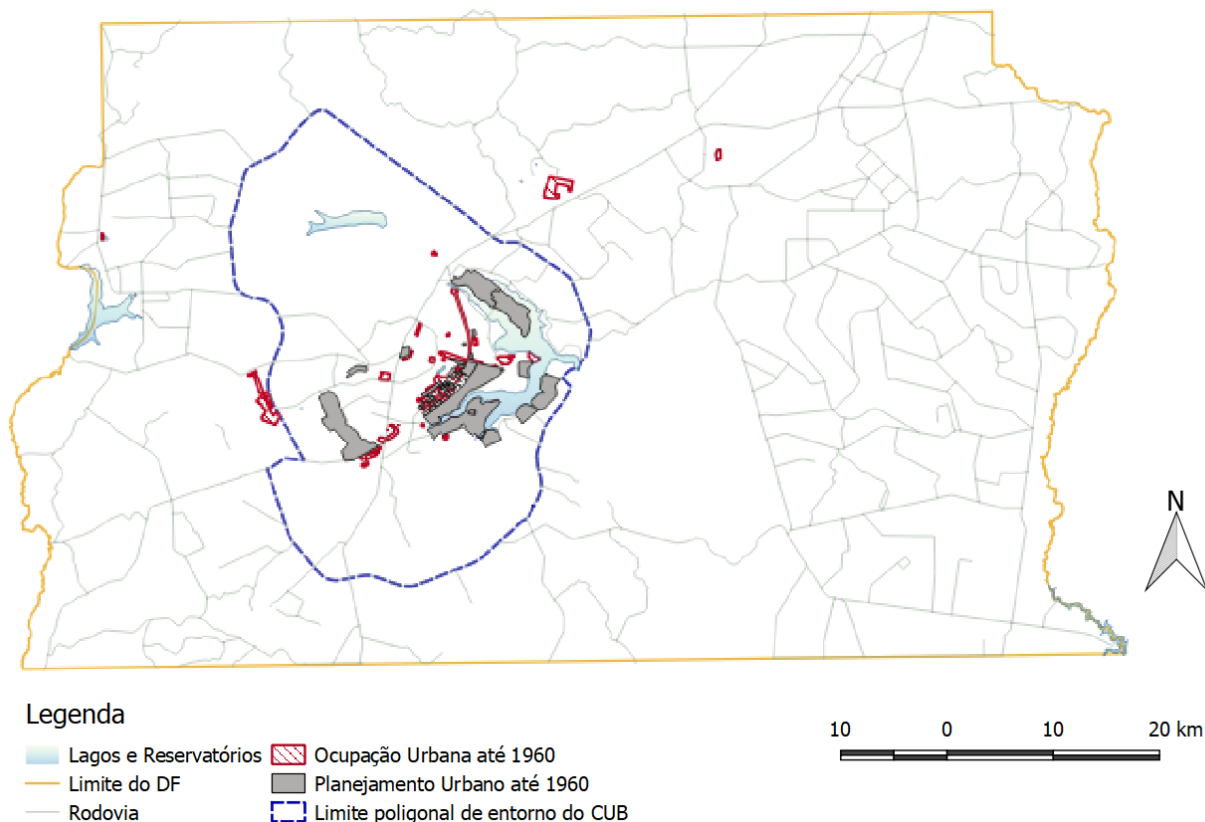 N
Legenda
Lagos e Reservatórios
Limite do DF
Rodovia
Ocupação Urbana até 1960
Planejamento Urbano até 1960
Limite poligonal de entorno do CUB
10 0 10 20 km